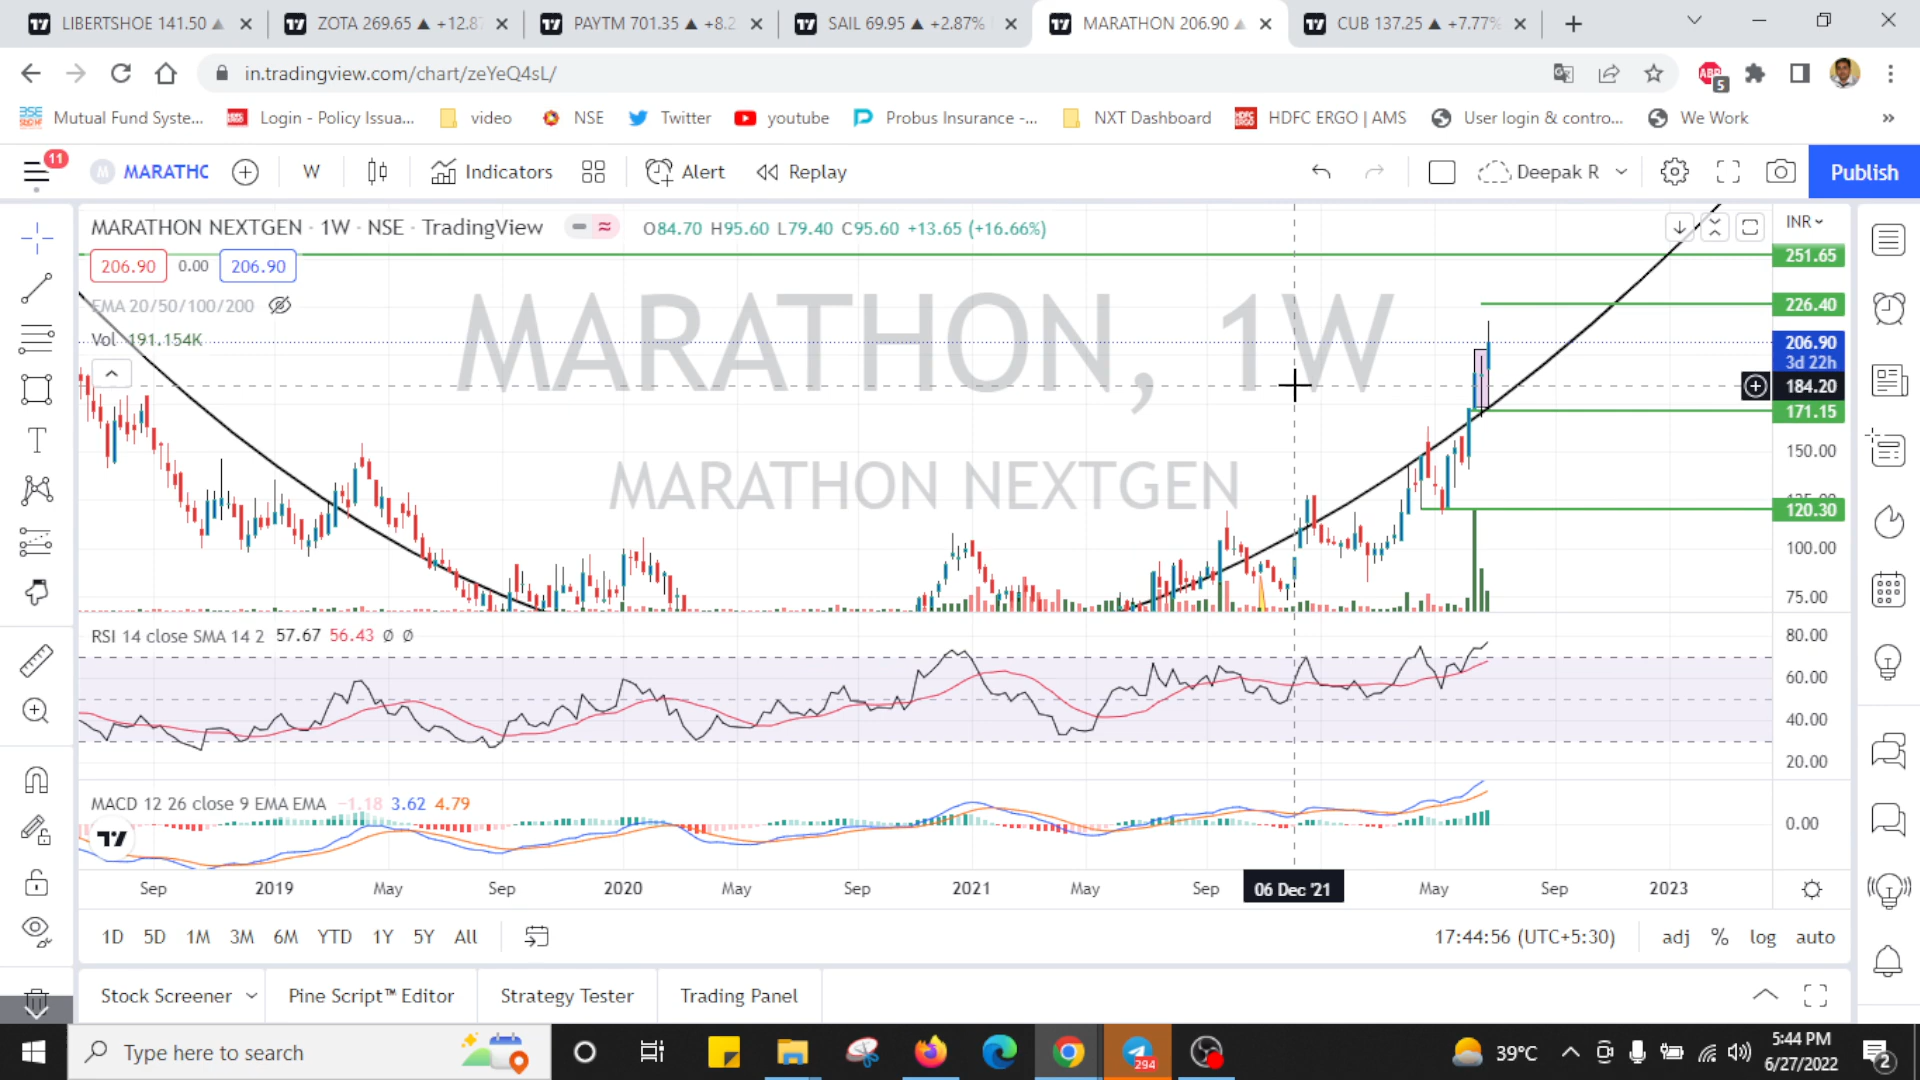 LIBERTSHOE 141.50
ZOTA 269.65 ▲ +12.8
PAYTM 701.35 ▲ +8.2
SAIL 69.95 ▲ +2.87%
MARATHON 206.90
CUB 137.25 ▲ +7.77%
in.tradingview.com/chart/zeYeQ4sL/
ABP 5
Mutual Fund Syste...
Login - Policy Issua...
video
NSE
Twitter
youtube
Probus Insurance -...
NXT Dashboard
HDFC ERGO | AMS
User login & contro...
We Work
»
11
M MARATHC
W
Indicators
Alert
Replay
Deepak R
Publish
MARATHON NEXTGEN · 1W · NSE · TradingView
O84.70 H95.60 L79.40 C95.60 +13.65 (+16.66%)
INR
206.90 0.00 206.90
EMA 20/50/100/200
Vol 191.154K
MARATHON, 1W
MARATHON NEXTGEN
251.65
226.40
206.90
3d 22h
184.20
171.15
150.00
120.30
100.00
75.00
RSI 14 close SMA 14 2 57.67 56.43 Ø Ø
80.00
60.00
40.00
20.00
MACD 12 26 close 9 EMA EMA −1.18 3.62 4.79
0.00
Sep 2019 May Sep 2020 May Sep 2021 May Sep 06 Dec '21 May Sep 2023
1D 5D 1M 3M 6M YTD 1Y 5Y All
17:44:56 (UTC+5:30)
adj % log auto
Stock Screener
Pine Script™ Editor
Strategy Tester
Trading Panel
Type here to search
294
39°C
5:44 PM
6/27/2022
2